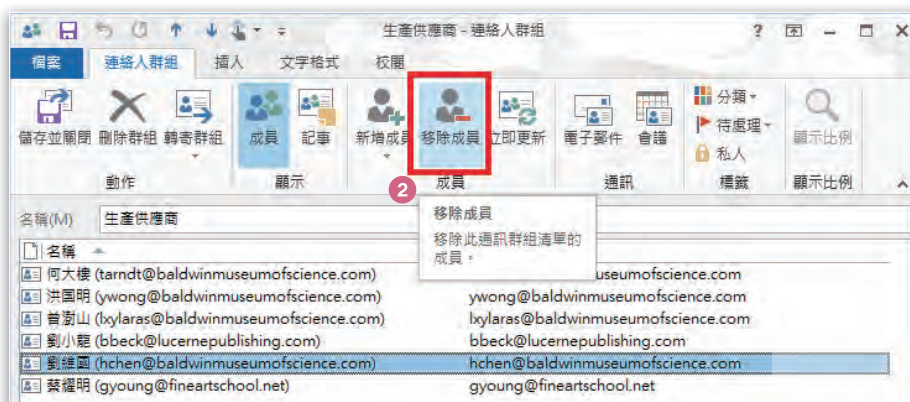 生產供應商 - 連絡人群組
檔案 連絡人群組 插入 文字格式 校閱
儲存並關閉 刪除群組 轉寄群組 成員 記事 新增成員 移除成員 立即更新 電子郵件 會議 分類 待處理 私人 顯示比例
動作 顯示 成員 通訊 標籤 顯示比例
2
移除成員
移除此通訊群組清單的
成員。
名稱(M) 生產供應商
名稱
何大樓 (tarndt@baldwinmuseumofscience.com) useumofscience.com
洪国明 (ywong@baldwinmuseumofscience.com) ywong@baldwinmuseumofscience.com
曾澍山 (lxylaras@baldwinmuseumofscience.com) lxylaras@baldwinmuseumofscience.com
劉小龍 (bbeck@lucernepublishing.com) bbeck@lucernepublishing.com
劉維國 (hchen@baldwinmuseumofscience.com) hchen@baldwinmuseumofscience.com
蔡耀明 (gyoung@fineartschool.net) gyoung@fineartschool.net